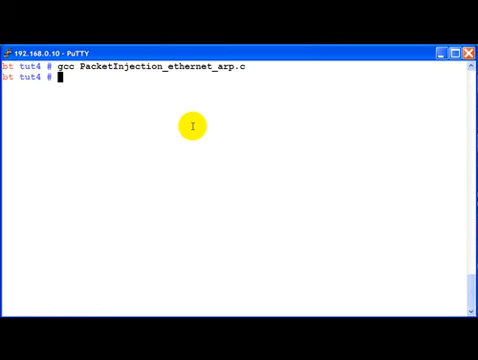 192.168.0.10 - PuTTY
bt tut4 # gcc PacketInjection_ethernet_arp.c
bt tut4 #